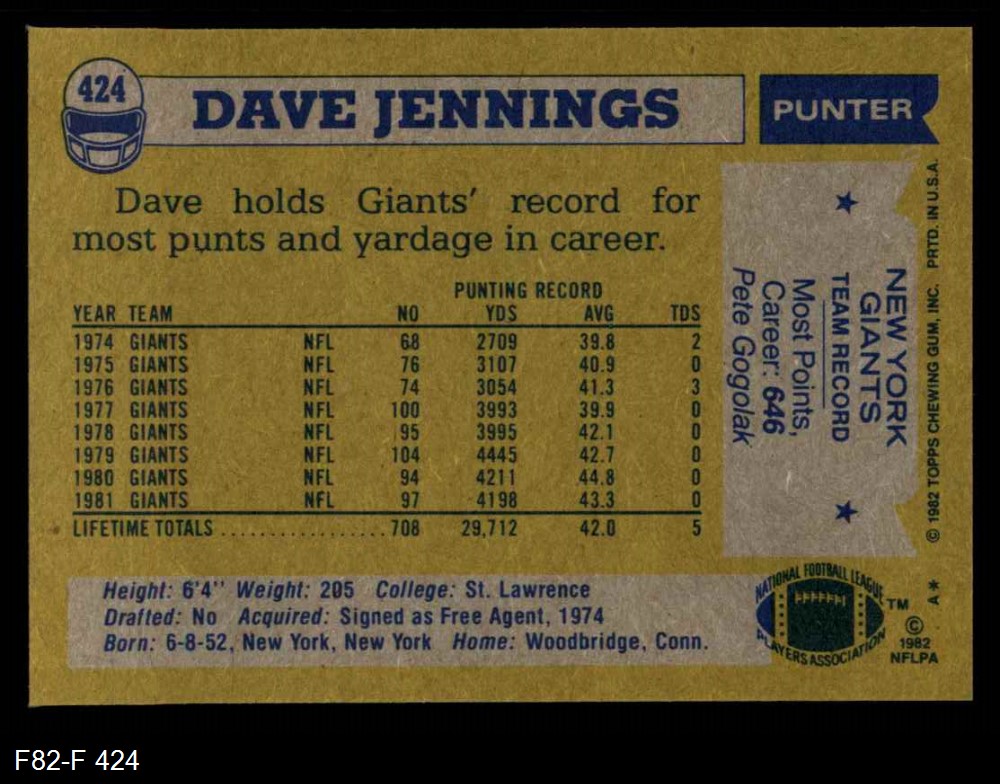 424
DAVE JENNINGS
PUNTER
Dave holds Giants' record for
most punts and yardage in career.
PUNTING RECORD
YEAR TEAM NO YDS AVG TDS
1974 GIANTS NFL 68 2709 39.8 2
1975 GIANTS NFL 76 3107 40.9 0
1976 GIANTS NFL 74 3054 41.3 3
1977 GIANTS NFL 100 3993 39.9 0
1978 GIANTS NFL 95 3995 42.1 0
1979 GIANTS NFL 104 4445 42.7 0
1980 GIANTS NFL 94 4211 44.8 0
1981 GIANTS NFL 97 4198 43.3 0
LIFETIME TOTALS ................. 708 29,712 42.0 5
Height: 6'4" Weight: 205 College: St. Lawrence
Drafted: No Acquired: Signed as Free Agent, 1974
Born: 6-8-52, New York, New York Home: Woodbridge, Conn.
NEW YORK
GIANTS
TEAM RECORD
Most Points,
Career: 646
Pete Gogolak
© 1982 TOPPS CHEWING GUM, INC. PRTD. IN U.S.A.
A*
NATIONAL FOOTBALL LEAGUE
PLAYERS ASSOCIATION
TM
©
1982
NFLPA
F82-F 424